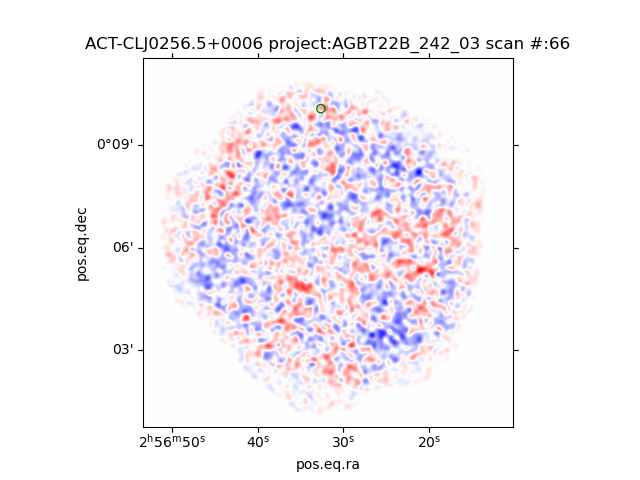 ACT-CLJ0256.5+0006 project:AGBT22B_242_03 scan #:66
pos.eq.dec
0°09'
06'
03'
2ʰ56ᵐ50ˢ 40ˢ 30ˢ 20ˢ
pos.eq.ra